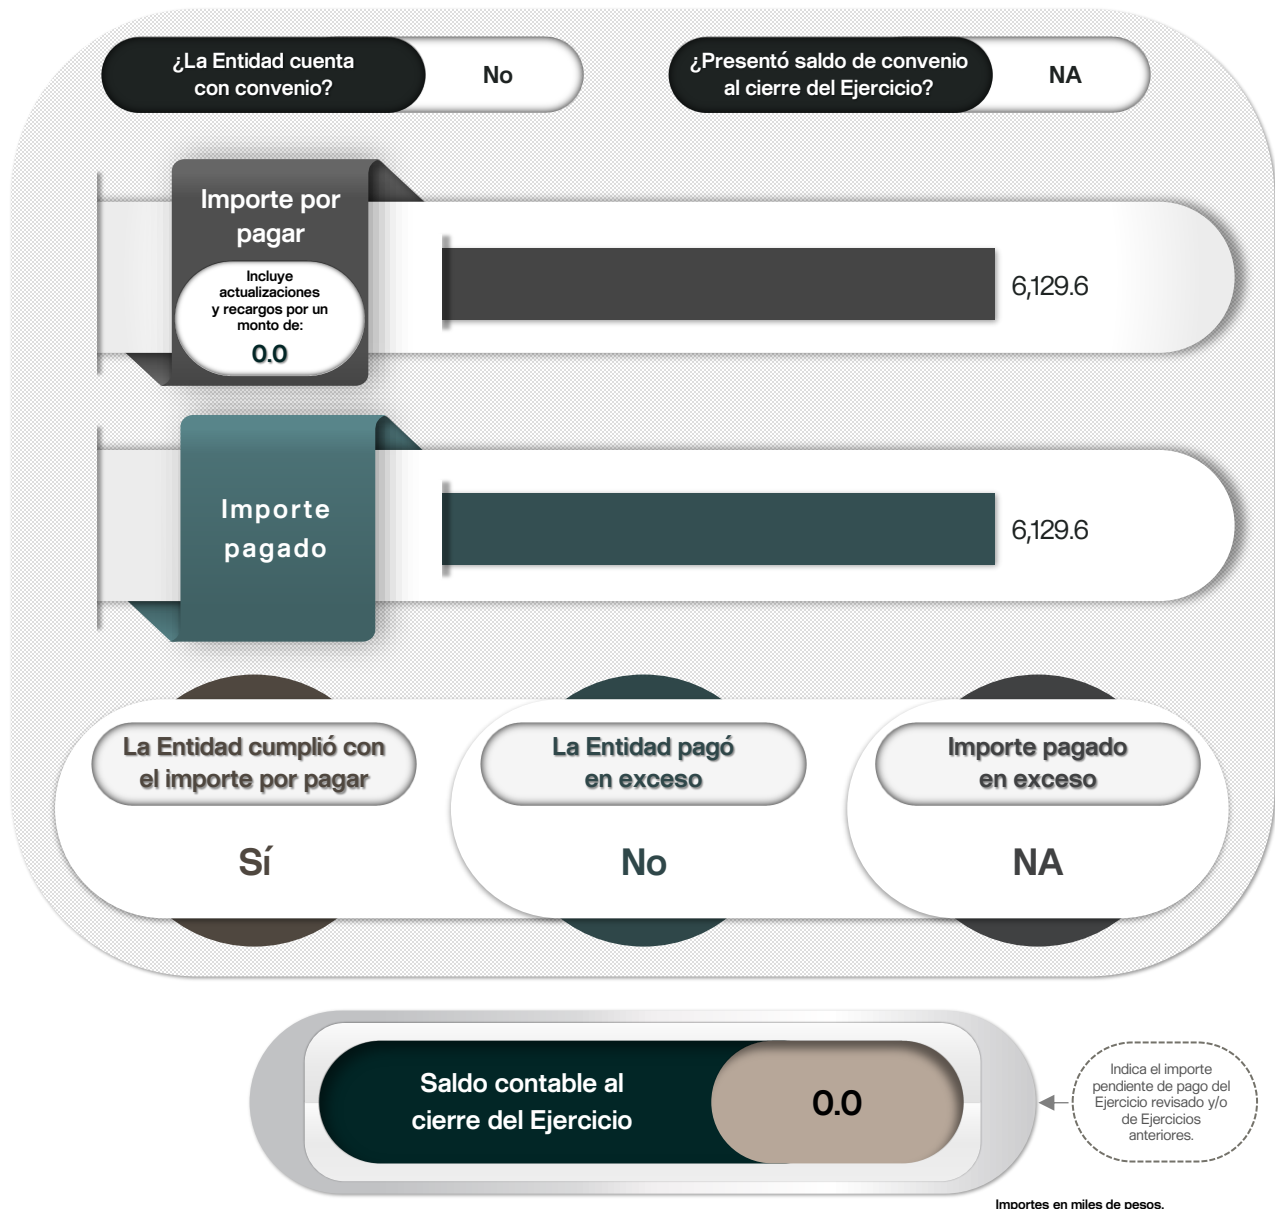 ¿La Entidad cuenta
con convenio?
No
¿Presentó saldo de convenio
al cierre del Ejercicio?
NA
Importe por
pagar
Incluye
actualizaciones
y recargos por un
monto de:
0.0
6,129.6
Importe
pagado
6,129.6
La Entidad cumplió con
el importe por pagar
Sí
La Entidad pagó
en exceso
No
Importe pagado
en exceso
NA
Saldo contable al
cierre del Ejercicio
0.0
Indica el importe
pendiente de pago del
Ejercicio revisado y/o
de Ejercicios
anteriores.
Importes en miles de pesos.